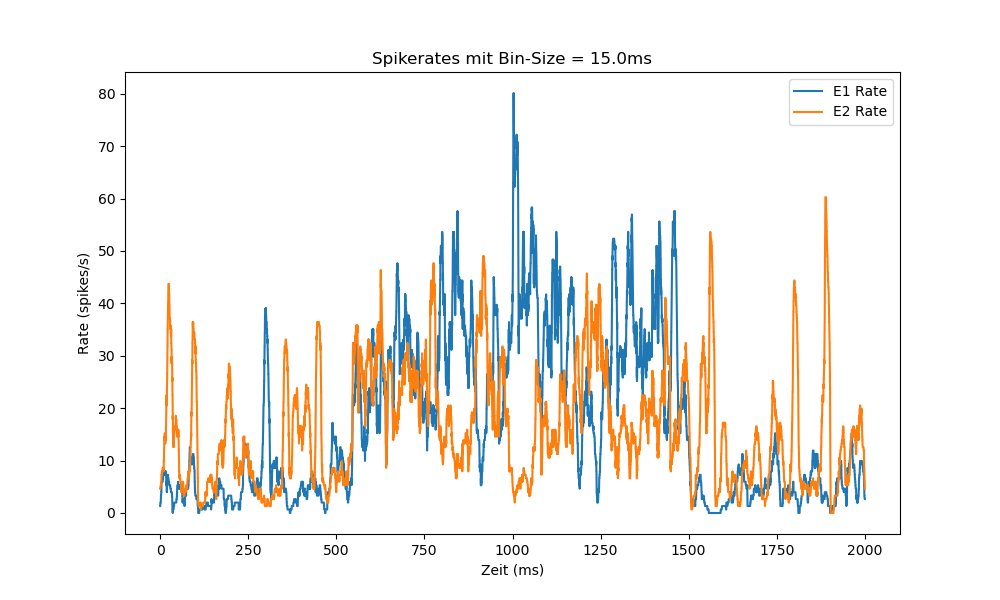 Spikerates mit Bin-Size = 15.0ms
E1 Rate
E2 Rate
80
70
60
50
40
30
20
10
0
Rate (spikes/s)
0 250 500 750 1000 1250 1500 1750 2000
Zeit (ms)